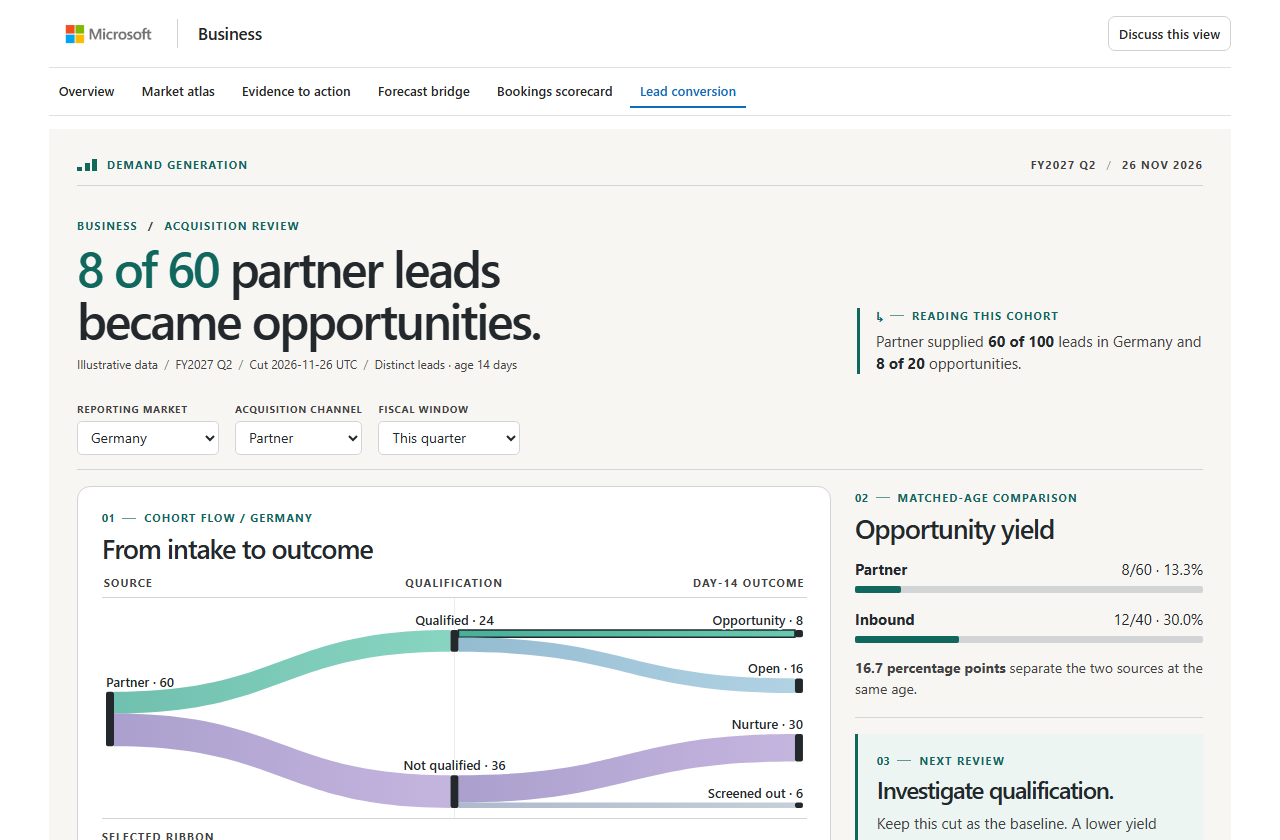 Microsoft
Business
Discuss this view
Overview
Market atlas
Evidence to action
Forecast bridge
Bookings scorecard
Lead conversion
DEMAND GENERATION
FY2027 Q2 / 26 NOV 2026
BUSINESS / ACQUISITION REVIEW
8 of 60 partner leads
became opportunities.
Illustrative data / FY2027 Q2 / Cut 2026-11-26 UTC / Distinct leads · age 14 days
↳ — READING THIS COHORT
Partner supplied 60 of 100 leads in Germany and
8 of 20 opportunities.
REPORTING MARKET
Germany
ACQUISITION CHANNEL
Partner
FISCAL WINDOW
This quarter
01 — COHORT FLOW / GERMANY
From intake to outcome
SOURCE
QUALIFICATION
DAY-14 OUTCOME
Qualified · 24
Opportunity · 8
Open · 16
Partner · 60
Nurture · 30
Not qualified · 36
Screened out · 6
SELECTED RIBBON
02 — MATCHED-AGE COMPARISON
Opportunity yield
Partner
8/60 · 13.3%
Inbound
12/40 · 30.0%
16.7 percentage points separate the two sources at the
same age.
03 — NEXT REVIEW
Investigate qualification.
Keep this cut as the baseline. A lower yield